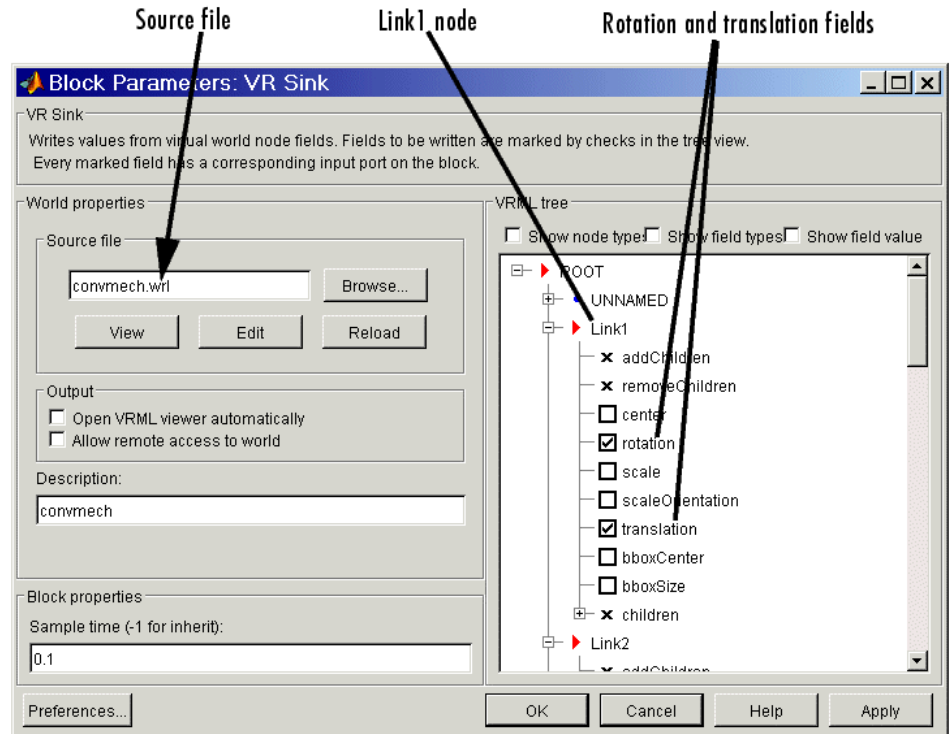 Source file
Link1 node
Rotation and translation fields
Block Parameters: VR Sink
VR Sink
Writes values from virtual world node fields. Fields to be written are marked by checks in the tree view.
Every marked field has a corresponding input port on the block.
World properties
Source file
convmech.wrl
Browse...
View
Edit
Reload
Output
Open VRML viewer automatically
Allow remote access to world
Description:
convmech
Block properties
Sample time (-1 for inherit):
0.1
VRML tree
Show node types
Show field types
Show field value
ROOT
UNNAMED
Link1
addChildren
removeChildren
center
rotation
scale
scaleOrientation
translation
bboxCenter
bboxSize
children
Link2
addChildren
Preferences...
OK
Cancel
Help
Apply